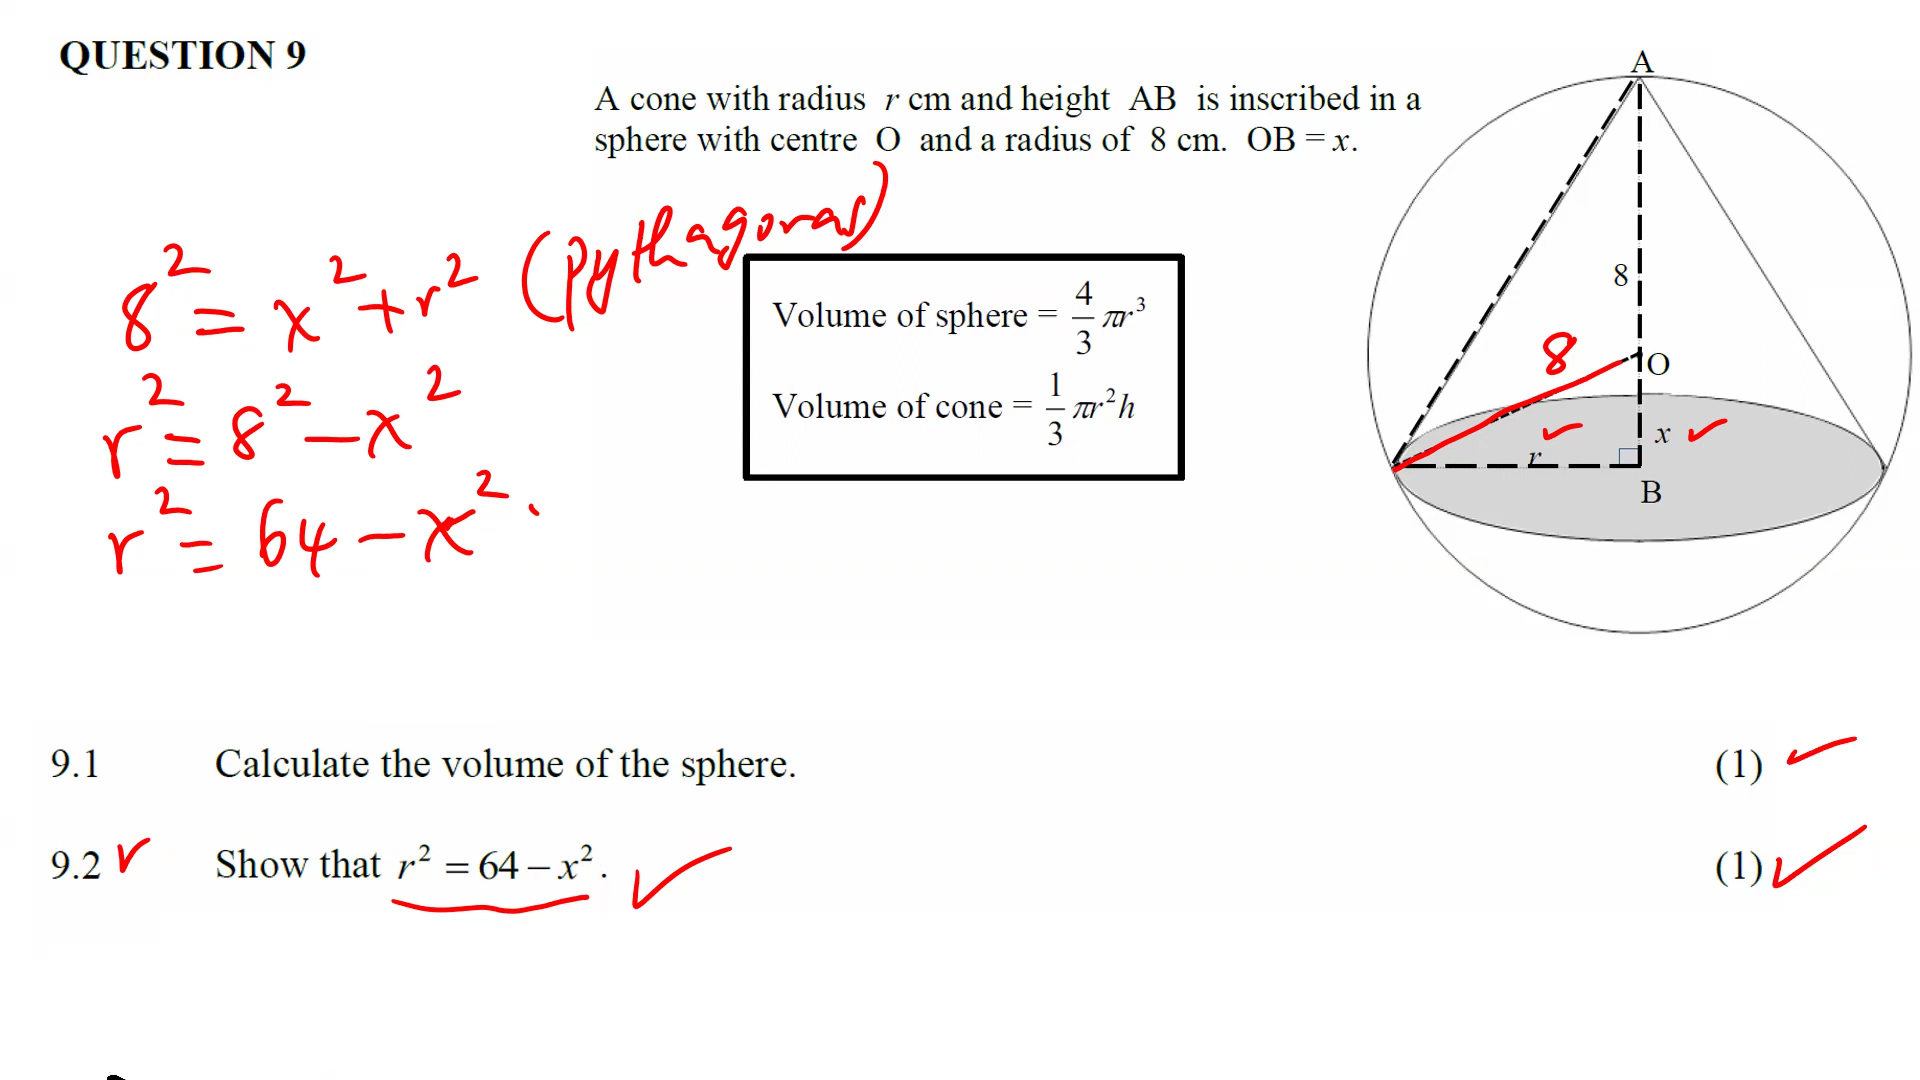 QUESTION 9
A cone with radius r cm and height AB is inscribed in a
sphere with centre O and a radius of 8 cm. OB = x.
8² = x² + r² (pythagoras)
r² = 8² − x²
r² = 64 − x².
Volume of sphere = 4/3 πr³
Volume of cone = 1/3 πr²h
A
8
8
O
x
r
B
9.1 Calculate the volume of the sphere. (1)
9.2 Show that r² = 64 − x². (1)